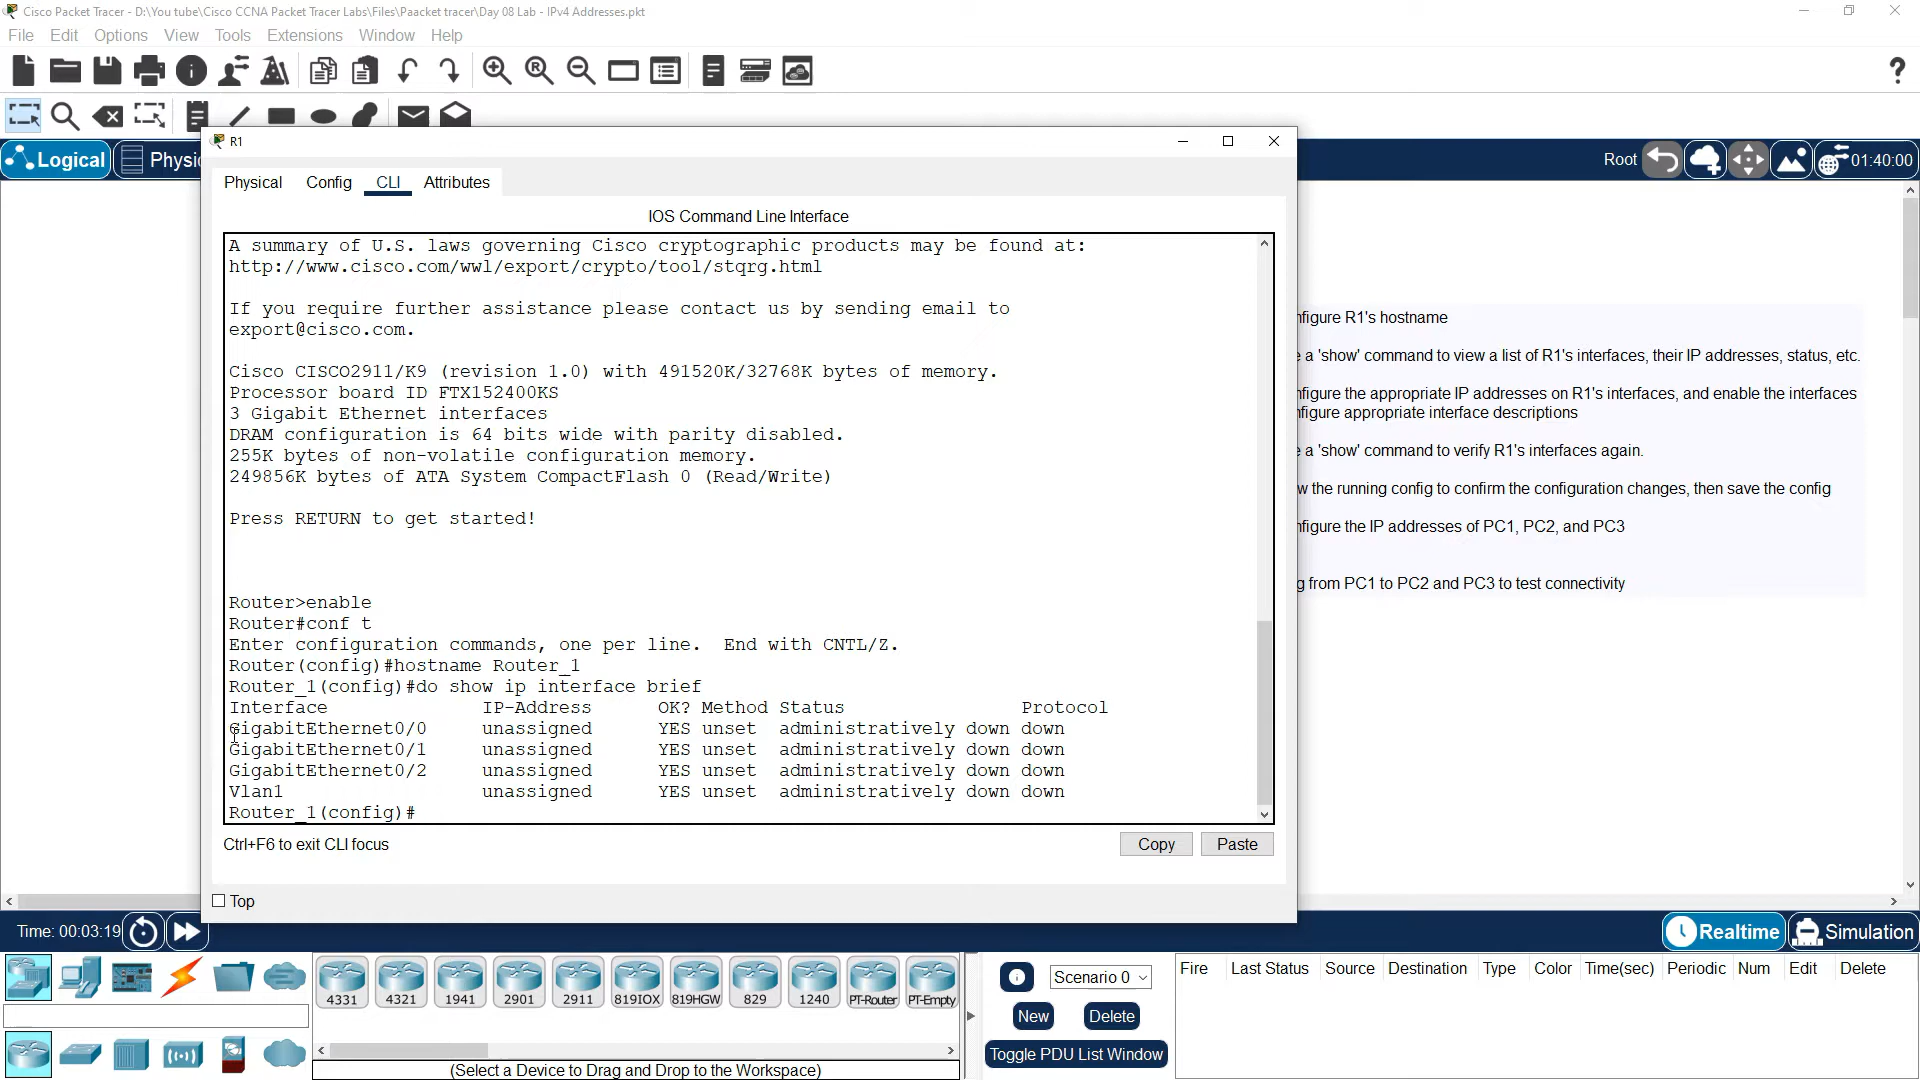 Cisco Packet Tracer - D:\You tube\Cisco CCNA Packet Tracer Labs\Files\Paacket tracer\Day 08 Lab - IPv4 Addresses.pkt
File Edit Options View Tools Extensions Window Help
R1
Logical
Root
01:40:00
Physical Config CLI Attributes
IOS Command Line Interface
A summary of U.S. laws governing Cisco cryptographic products may be found at:
http://www.cisco.com/wwl/export/crypto/tool/stqrg.html
If you require further assistance please contact us by sending email to
export@cisco.com.
Cisco CISCO2911/K9 (revision 1.0) with 491520K/32768K bytes of memory.
Processor board ID FTX152400KS
3 Gigabit Ethernet interfaces
DRAM configuration is 64 bits wide with parity disabled.
255K bytes of non-volatile configuration memory.
249856K bytes of ATA System CompactFlash 0 (Read/Write)
Press RETURN to get started!
Router>enable
Router#conf t
Enter configuration commands, one per line. End with CNTL/Z.
Router(config)#hostname Router_1
Router_1(config)#do show ip interface brief
Interface IP-Address OK? Method Status Protocol
GigabitEthernet0/0 unassigned YES unset administratively down down
GigabitEthernet0/1 unassigned YES unset administratively down down
GigabitEthernet0/2 unassigned YES unset administratively down down
Vlan1 unassigned YES unset administratively down down
Router_1(config)#
Ctrl+F6 to exit CLI focus
Copy Paste
Top
nfigure R1's hostname
e a 'show' command to view a list of R1's interfaces, their IP addresses, status, etc.
nfigure the appropriate IP addresses on R1's interfaces, and enable the interfaces
nfigure appropriate interface descriptions
e a 'show' command to verify R1's interfaces again.
w the running config to confirm the configuration changes, then save the config
nfigure the IP addresses of PC1, PC2, and PC3
g from PC1 to PC2 and PC3 to test connectivity
Time: 00:03:19
Realtime Simulation
4331 4321 1941 2901 2911 819IOX 819HGW 829 1240 PT-Router PT-Empty
(Select a Device to Drag and Drop to the Workspace)
Scenario 0
New Delete
Toggle PDU List Window
Fire Last Status Source Destination Type Color Time(sec) Periodic Num Edit Delete